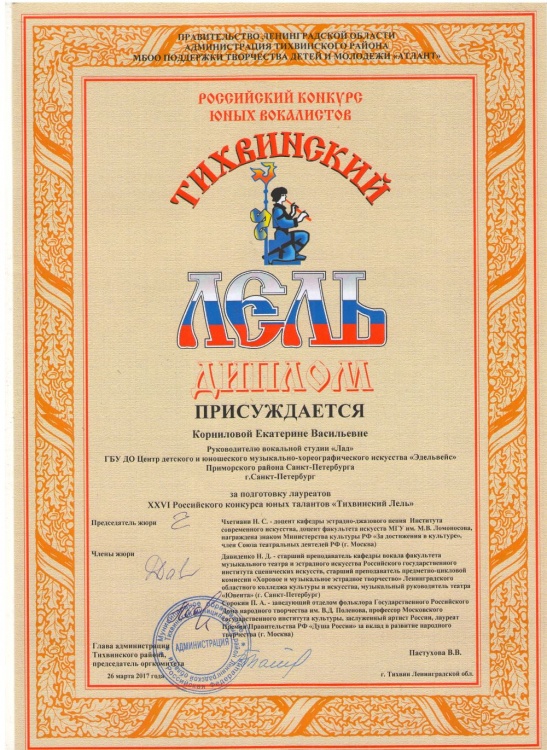 ПРАВИТЕЛЬСТВО ЛЕНИНГРАДСКОЙ ОБЛАСТИ
АДМИНИСТРАЦИЯ ТИХВИНСКОГО РАЙОНА
МБОО ПОДДЕРЖКИ ТВОРЧЕСТВА ДЕТЕЙ И МОЛОДЕЖИ «АТЛАНТ»
РОССИЙСКИЙ КОНКУРС
ЮНЫХ ВОКАЛИСТОВ
ТИХВИНСКИЙ
ЛЕЛЬ
ДИПЛОМ
ПРИСУЖДАЕТСЯ
Корниловой Екатерине Васильевне
Руководителю вокальной студии «Лад»
ГБУ ДО Центр детского и юношеского музыкально-хореографического искусства «Эдельвейс»
Приморского района Санкт-Петербурга
г.Санкт-Петербург
за подготовку лауреатов
XXVI Российского конкурса юных талантов «Тихвинский Лель»
Председатель жюри
Чхетиани Н. С. - доцент кафедры эстрадно-джазового пения Института
современного искусства, доцент факультета искусств МГУ им. М.В. Ломоносова,
награждена знаком Министерства культуры РФ «За достижения в культуре»,
член Союза театральных деятелей РФ (г. Москва)
Члены жюри
Давиденко Н. Д. - старший преподаватель кафедры вокала факультета
музыкального театра и эстрадного искусства Российского государственного
института сценических искусств, старший преподаватель предметно-цикловой
комиссии «Хоровое и музыкальное эстрадное творчество» Ленинградского
областного колледжа культуры и искусства, музыкальный руководитель театра
«Ювента» (г. Санкт-Петербург)
Сорокин П. А. - заведующий отделом фольклора Государственного Российского
Дома народного творчества им. В.Д. Поленова, профессор Московского
государственного института культуры, заслуженный артист России, лауреат
Премии Правительства РФ «Душа России» за вклад в развитие народного
творчества (г. Москва)
АДМИНИСТРАЦИЯ
Глава администрации
Тихвинского района,
председатель оргкомитета
Пастухова В.В.
26 марта 2017 года
г. Тихвин Ленинградской обл.